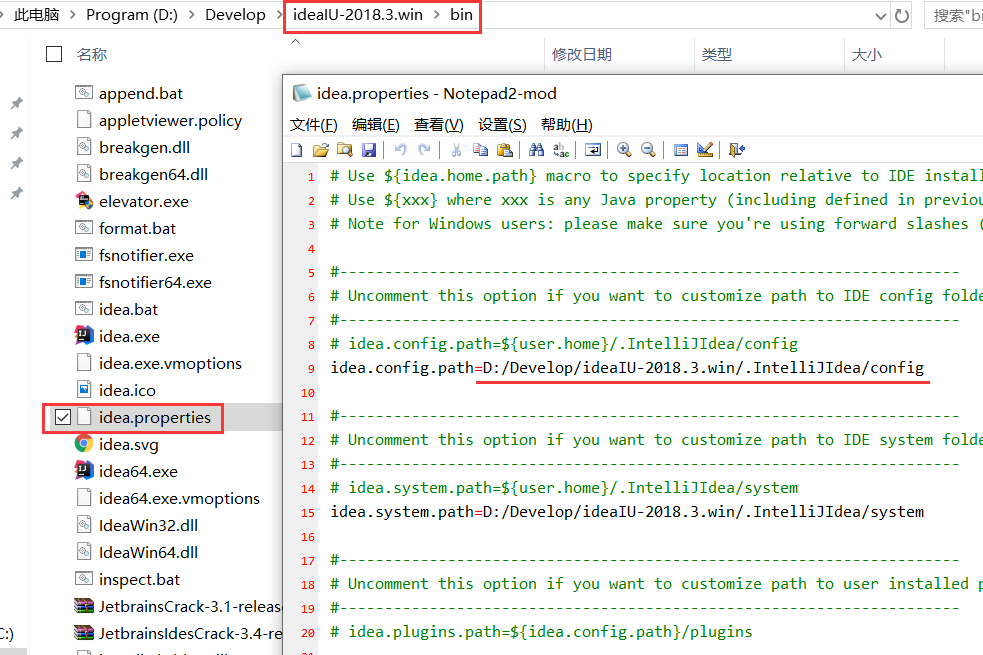 此电脑 > Program (D:) > Develop > ideaIU-2018.3.win > bin
搜索"bi
名称 修改日期 类型 大小
append.bat
appletviewer.policy
breakgen.dll
breakgen64.dll
elevator.exe
format.bat
fsnotifier.exe
fsnotifier64.exe
idea.bat
idea.exe
idea.exe.vmoptions
idea.ico
idea.properties
idea.svg
idea64.exe
idea64.exe.vmoptions
IdeaWin32.dll
IdeaWin64.dll
inspect.bat
JetbrainsCrack-3.1-releas
JetbrainsIdesCrack-3.4-re
C:)
idea.properties - Notepad2-mod
文件(F) 编辑(E) 查看(V) 设置(S) 帮助(H)
1 # Use ${idea.home.path} macro to specify location relative to IDE install
2 # Use ${xxx} where xxx is any Java property (including defined in previou
3 # Note for Windows users: please make sure you're using forward slashes (
4
5 #---------------------------------------------------------------------
6 # Uncomment this option if you want to customize path to IDE config folde
7 #---------------------------------------------------------------------
8 # idea.config.path=${user.home}/.IntelliJIdea/config
9 idea.config.path=D:/Develop/ideaIU-2018.3.win/.IntelliJIdea/config
10
11 #---------------------------------------------------------------------
12 # Uncomment this option if you want to customize path to IDE system folde
13 #---------------------------------------------------------------------
14 # idea.system.path=${user.home}/.IntelliJIdea/system
15 idea.system.path=D:/Develop/ideaIU-2018.3.win/.IntelliJIdea/system
16
17 #---------------------------------------------------------------------
18 # Uncomment this option if you want to customize path to user installed p
19 #---------------------------------------------------------------------
20 # idea.plugins.path=${idea.config.path}/plugins